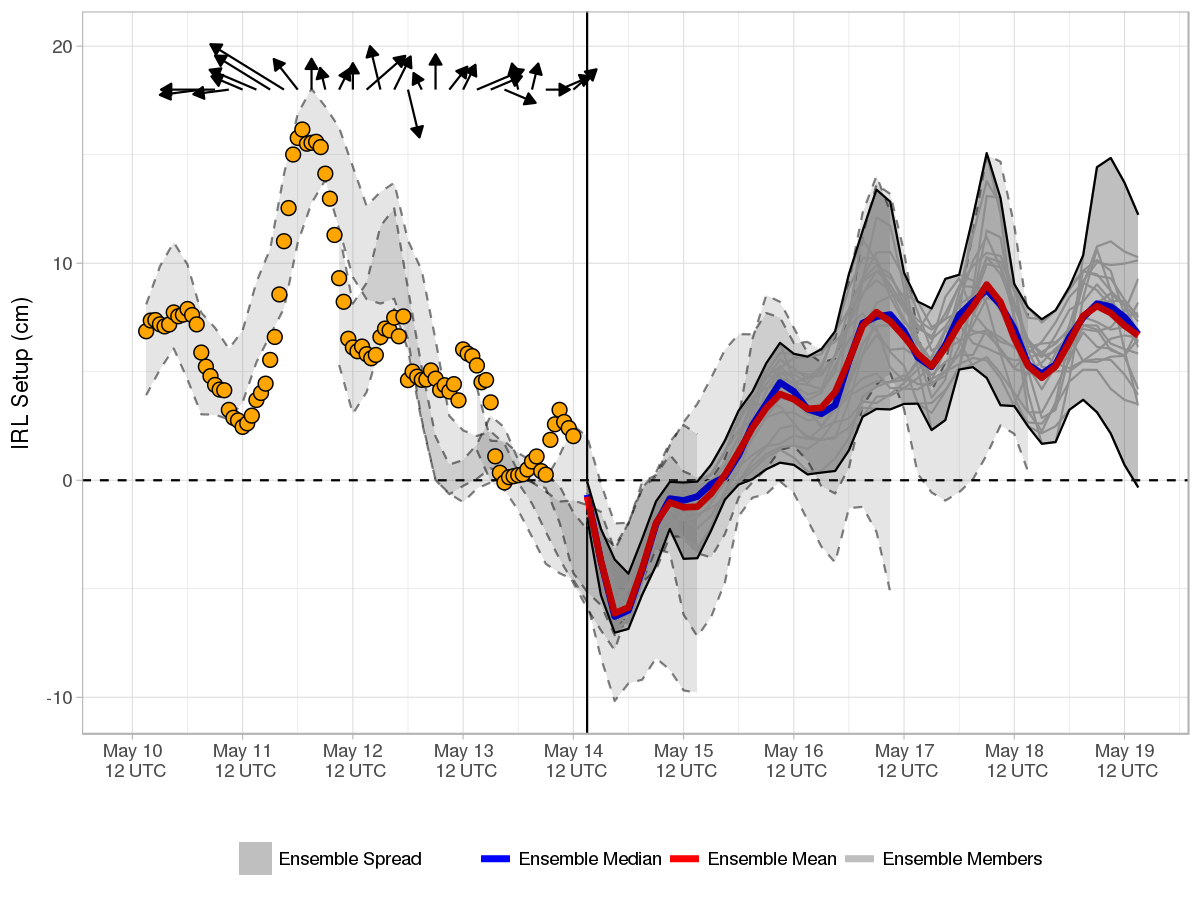 20
10
0
-10
IRL Setup (cm)
May 10 May 11 May 12 May 13 May 14 May 15 May 16 May 17 May 18 May 19
12 UTC 12 UTC 12 UTC 12 UTC 12 UTC 12 UTC 12 UTC 12 UTC 12 UTC 12 UTC
Ensemble Spread Ensemble Median Ensemble Mean Ensemble Members